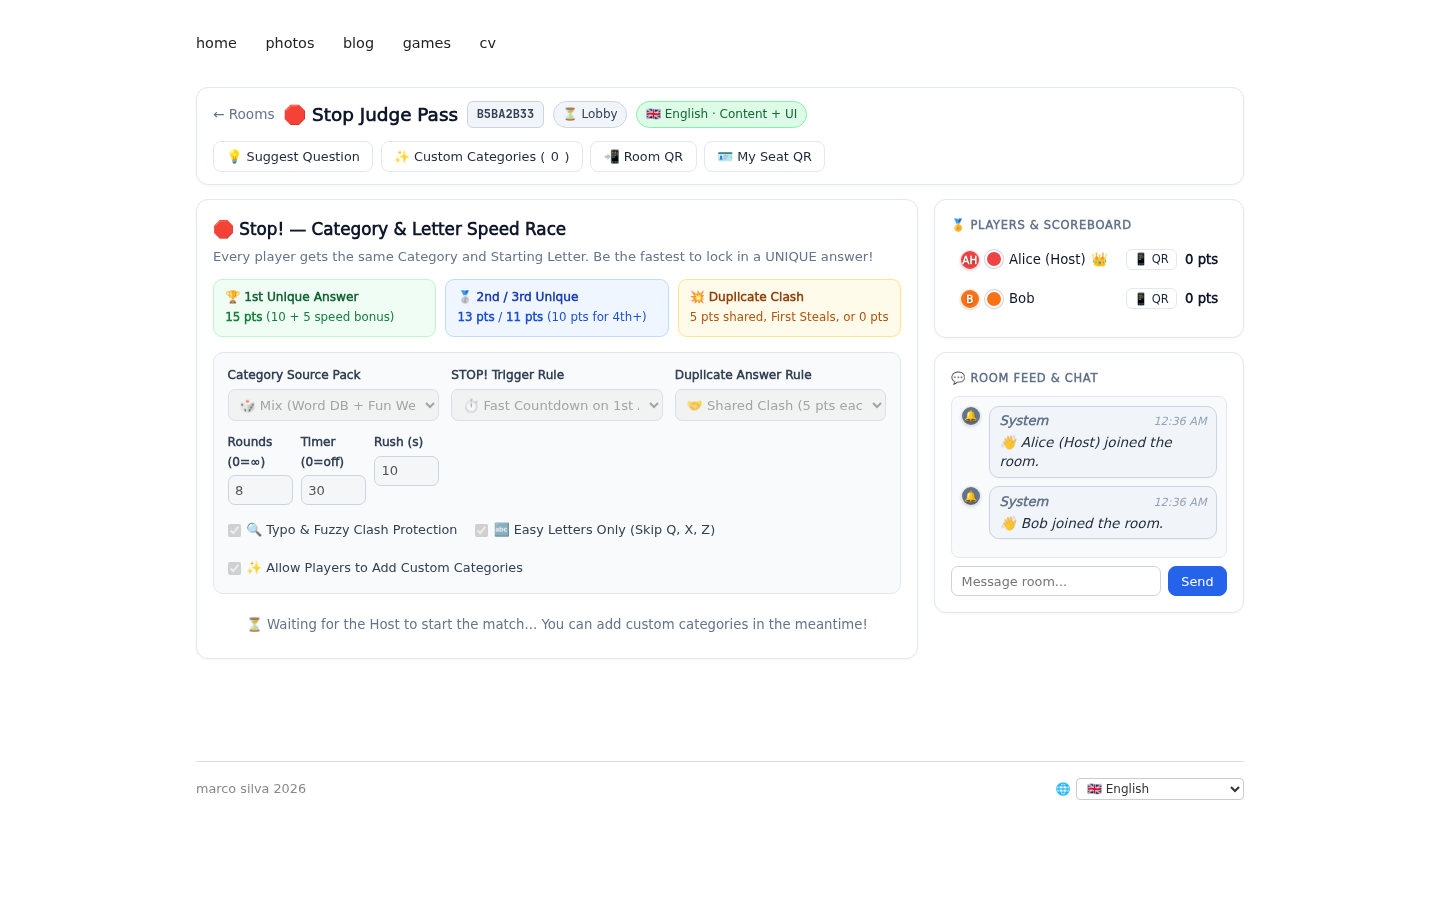 home photos blog games cv
← Rooms 🛑 Stop Judge Pass B5BA2B33 ⏳ Lobby 🇬🇧 English · Content + UI
💡 Suggest Question ✨ Custom Categories ( 0 ) 📲 Room QR 🪪 My Seat QR
🛑 Stop! — Category & Letter Speed Race
Every player gets the same Category and Starting Letter. Be the fastest to lock in a UNIQUE answer!
🏆 1st Unique Answer
15 pts (10 + 5 speed bonus)
🥈 2nd / 3rd Unique
13 pts / 11 pts (10 pts for 4th+)
💥 Duplicate Clash
5 pts shared, First Steals, or 0 pts
Category Source Pack STOP! Trigger Rule Duplicate Answer Rule
🎲 Mix (Word DB + Fun We ⏱️ Fast Countdown on 1st 🤝 Shared Clash (5 pts eac
Rounds (0=∞)
8
Timer (0=off)
30
Rush (s)
10
🔍 Typo & Fuzzy Clash Protection 🔤 Easy Letters Only (Skip Q, X, Z)
✨ Allow Players to Add Custom Categories
⏳ Waiting for the Host to start the match... You can add custom categories in the meantime!
🏅 PLAYERS & SCOREBOARD
AH Alice (Host) 👑 📱 QR 0 pts
B Bob 📱 QR 0 pts
💬 ROOM FEED & CHAT
🔔 System 12:36 AM
👋 Alice (Host) joined the
room.
🔔 System 12:36 AM
👋 Bob joined the room.
Message room... Send
marco silva 2026 🌐 🇬🇧 English